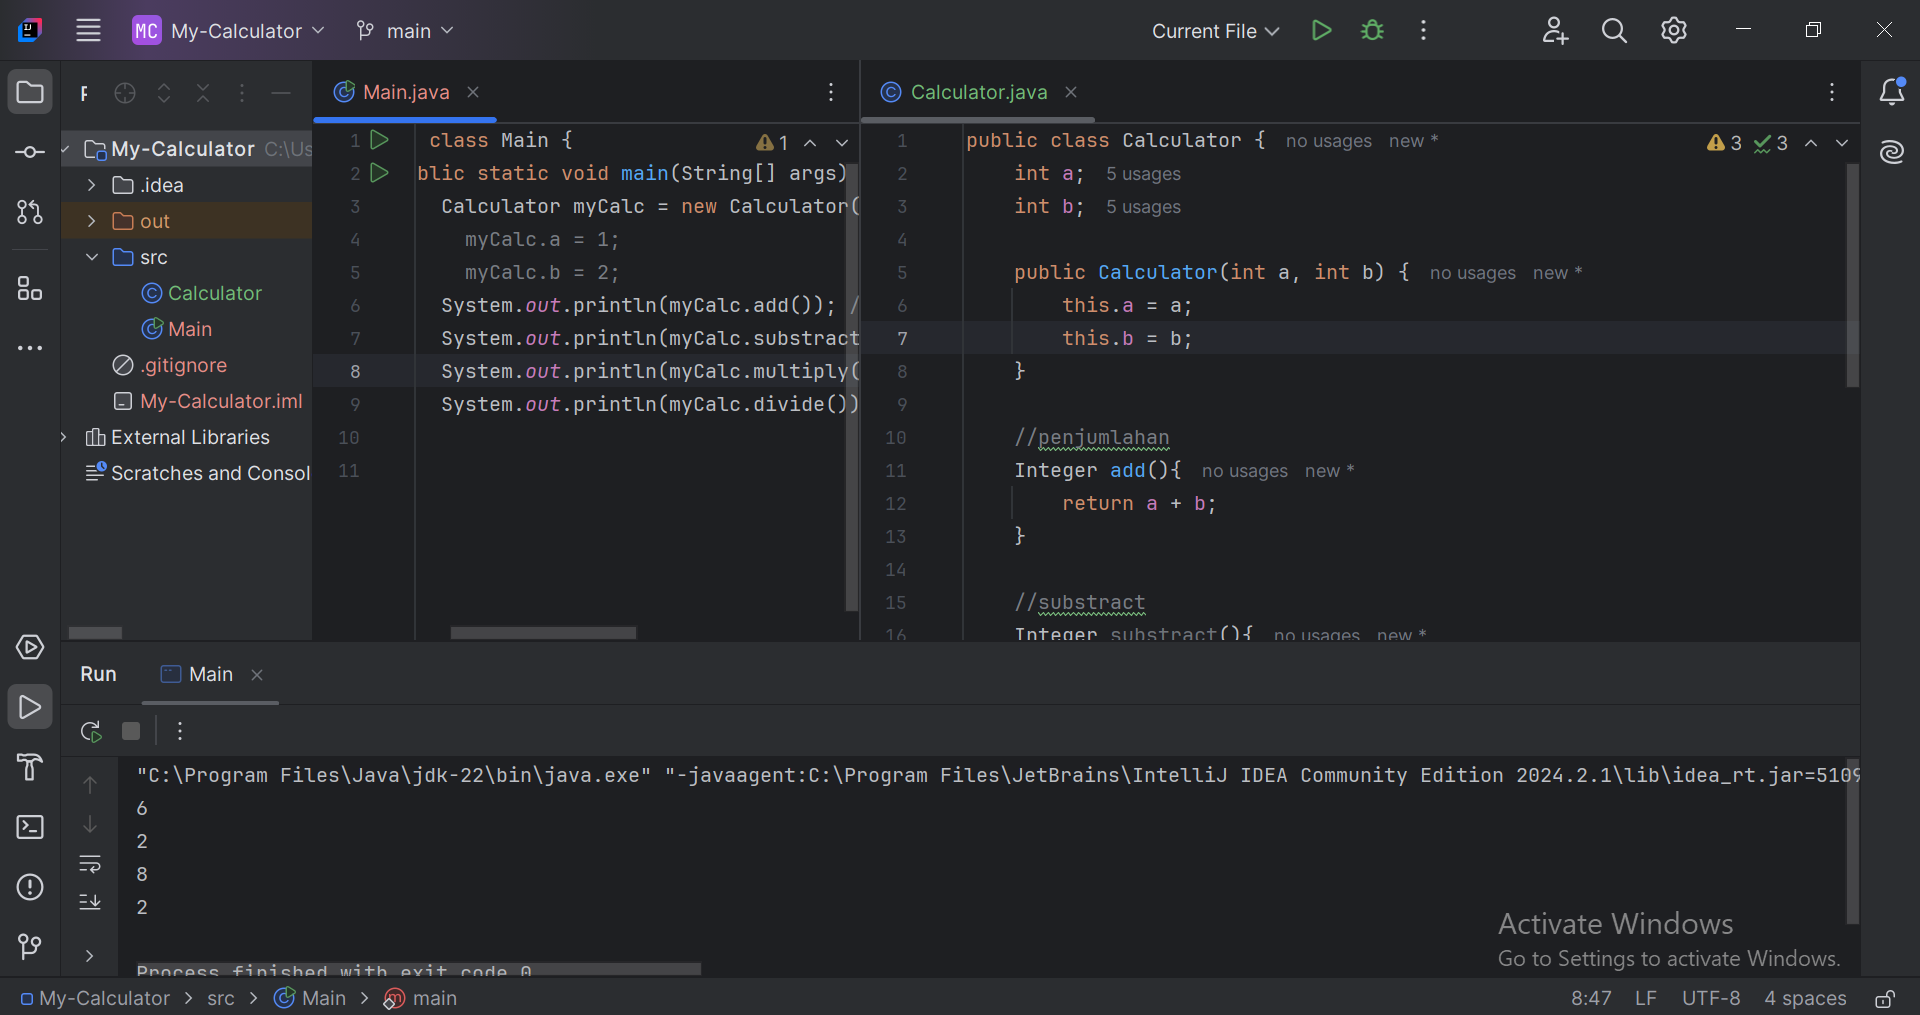 MC My-Calculator main Current File
Main.java Calculator.java
My-Calculator C:\Us
.idea
out
src
Calculator
Main
.gitignore
My-Calculator.iml
External Libraries
Scratches and Consol
1 class Main { 1
2 blic static void main(String[] args)
3 Calculator myCalc = new Calculator(
4 myCalc.a = 1;
5 myCalc.b = 2;
6 System.out.println(myCalc.add()); /
7 System.out.println(myCalc.substract
8 System.out.println(myCalc.multiply(
9 System.out.println(myCalc.divide())
10
11
1 public class Calculator { no usages new * 3 3
2 int a; 5 usages
3 int b; 5 usages
4
5 public Calculator(int a, int b) { no usages new *
6 this.a = a;
7 this.b = b;
8 }
9
10 //penjumlahan
11 Integer add(){ no usages new *
12 return a + b;
13 }
14
15 //substract
16 Integer substract(){ no usages new *
Run Main
"C:\Program Files\Java\jdk-22\bin\java.exe" "-javaagent:C:\Program Files\JetBrains\IntelliJ IDEA Community Edition 2024.2.1\lib\idea_rt.jar=5109
6
2
8
2
Process finished with exit code 0
Activate Windows
Go to Settings to activate Windows.
My-Calculator > src > Main > main 8:47 LF UTF-8 4 spaces